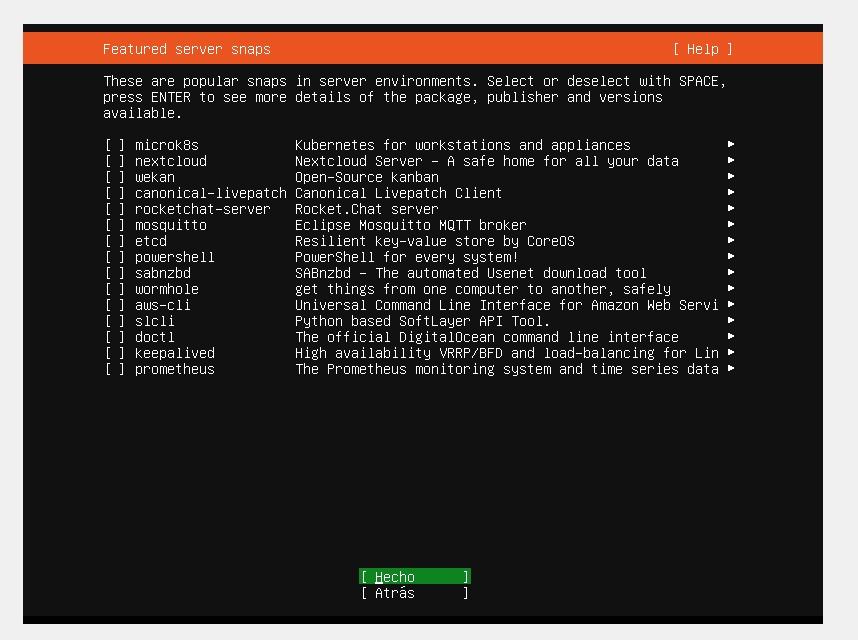 Featured server snaps [ Help ]
These are popular snaps in server environments. Select or deselect with SPACE,
press ENTER to see more details of the package, publisher and versions
available.
[ ] microk8s Kubernetes for workstations and appliances ▸
[ ] nextcloud Nextcloud Server - A safe home for all your data ▸
[ ] wekan Open-Source kanban ▸
[ ] canonical-livepatch Canonical Livepatch Client ▸
[ ] rocketchat-server Rocket.Chat server ▸
[ ] mosquitto Eclipse Mosquitto MQTT broker ▸
[ ] etcd Resilient key-value store by CoreOS ▸
[ ] powershell PowerShell for every system! ▸
[ ] sabnzbd SABnzbd - The automated Usenet download tool ▸
[ ] wormhole get things from one computer to another, safely ▸
[ ] aws-cli Universal Command Line Interface for Amazon Web Servi ▸
[ ] slcli Python based SoftLayer API Tool. ▸
[ ] doctl The official DigitalOcean command line interface ▸
[ ] keepalived High availability VRRP/BFD and load-balancing for Lin ▸
[ ] prometheus The Prometheus monitoring system and time series data ▸
[ Hecho ]
[ Atrás ]